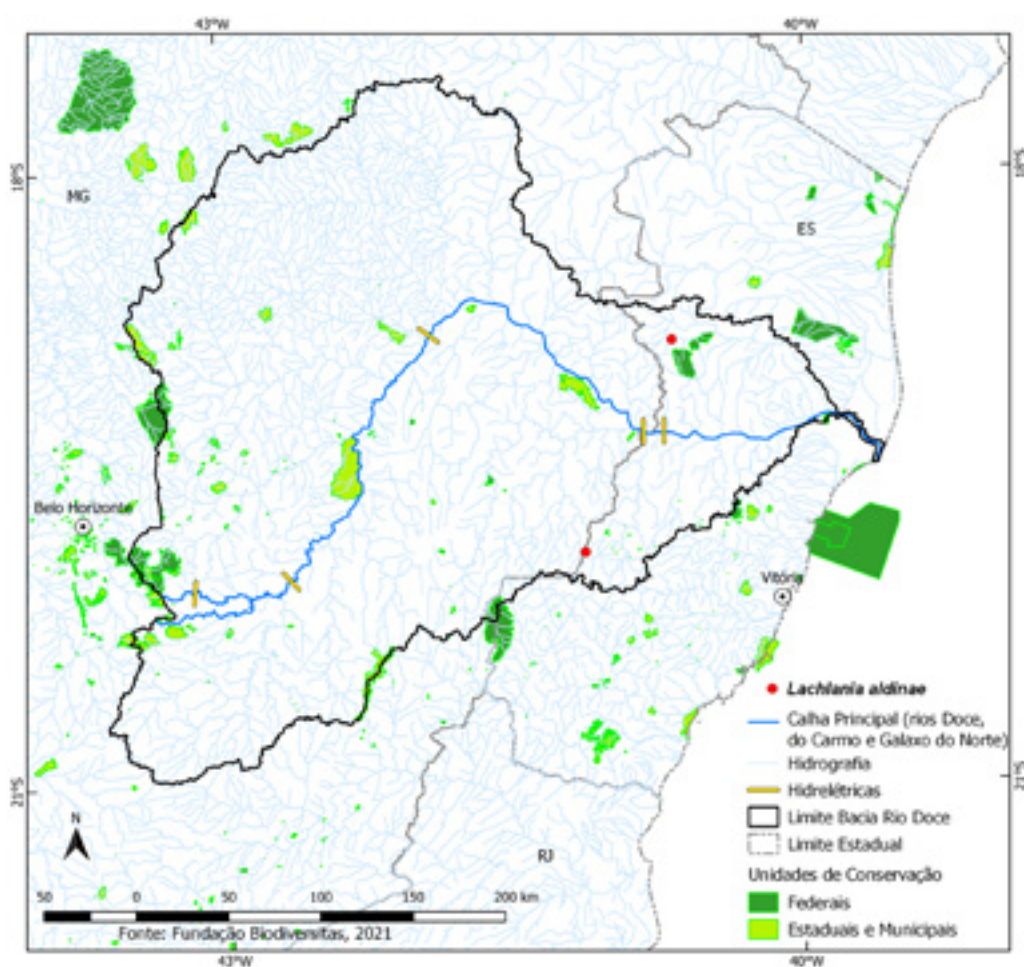 43°W
40°W
18°S
18°S
MG
ES
Belo Horizonte
Vitória
Lachlania aldinae
Calha Principal (rios Doce,
do Carmo e Galaxo do Norte)
Hidrografia
Hidrelétricas
Limite Bacia Rio Doce
Limite Estadual
Unidades de Conservação
Federais
Estaduais e Municipais
21°S
21°S
N
RJ
50 0 50 100 150 200 km
Fonte: Fundação Biodiversitas, 2021
43°W
40°W